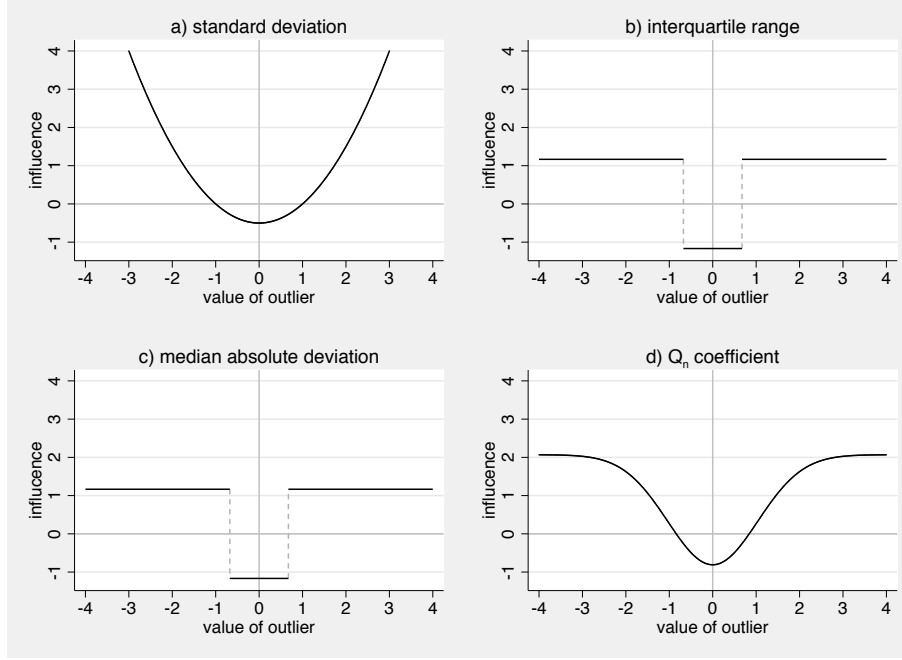 a) standard deviation
4
3
2
1
0
-1
influcence
-4 -3 -2 -1 0 1 2 3 4
value of outlier
b) interquartile range
4
3
2
1
0
-1
influcence
-4 -3 -2 -1 0 1 2 3 4
value of outlier
c) median absolute deviation
4
3
2
1
0
-1
influcence
-4 -3 -2 -1 0 1 2 3 4
value of outlier
d) Qn coefficient
4
3
2
1
0
-1
influcence
-4 -3 -2 -1 0 1 2 3 4
value of outlier